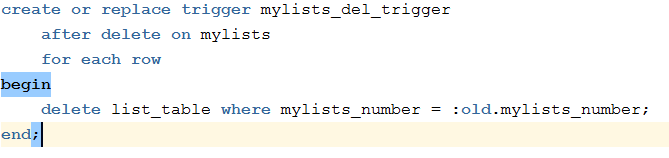 create or replace trigger mylists_del_trigger
    after delete on mylists
    for each row
begin
    delete list_table where mylists_number = :old.mylists_number;
end;